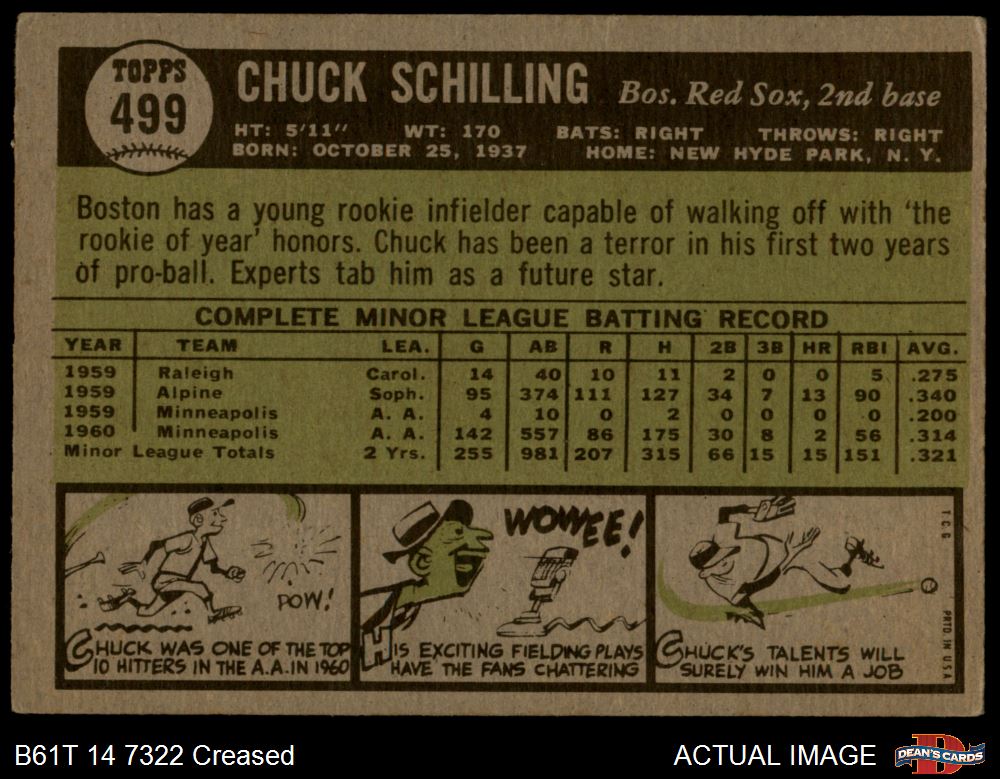 TOPPS
499
CHUCK SCHILLING Bos. Red Sox, 2nd base
HT: 5'11" WT: 170 BATS: RIGHT THROWS: RIGHT
BORN: OCTOBER 25, 1937 HOME: NEW HYDE PARK, N. Y.
Boston has a young rookie infielder capable of walking off with 'the
rookie of year' honors. Chuck has been a terror in his first two years
of pro-ball. Experts tab him as a future star.
COMPLETE MINOR LEAGUE BATTING RECORD
YEAR TEAM LEA. G AB R H 2B 3B HR RBI AVG.
1959 Raleigh Carol. 14 40 10 11 2 0 0 5 .275
1959 Alpine Soph. 95 374 111 127 34 7 13 90 .340
1959 Minneapolis A. A. 4 10 0 2 0 0 0 0 .200
1960 Minneapolis A. A. 142 557 86 175 30 8 2 56 .314
Minor League Totals 2 Yrs. 255 981 207 315 66 15 15 151 .321
POW!
CHUCK WAS ONE OF THE TOP
10 HITTERS IN THE A.A. IN 1960
WOWEE!
HIS EXCITING FIELDING PLAYS
HAVE THE FANS CHATTERING
CHUCK'S TALENTS WILL
SURELY WIN HIM A JOB
T.C.G
PRTD. IN U.S.A.
B61T 14 7322 Creased
ACTUAL IMAGE
DEAN'S CARDS